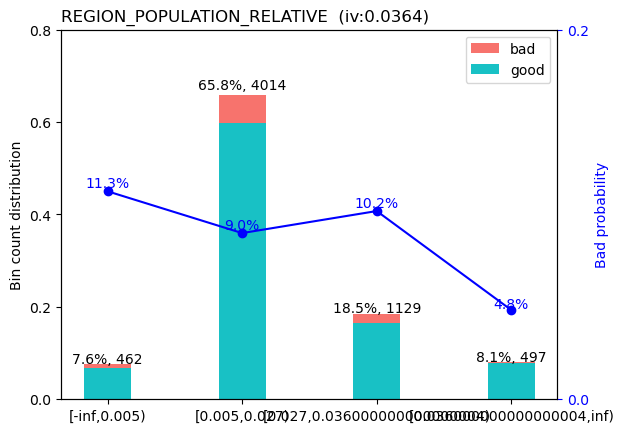 REGION_POPULATION_RELATIVE (iv:0.0364)
0.8
0.6
0.4
0.2
0.0
Bin count distribution
0.2
0.0
Bad probability
bad
good
65.8%, 4014
11.3%
9.0%
10.2%
4.8%
7.6%, 462
18.5%, 1129
8.1%, 497
[-inf,0.005)
[0.005,0.027)